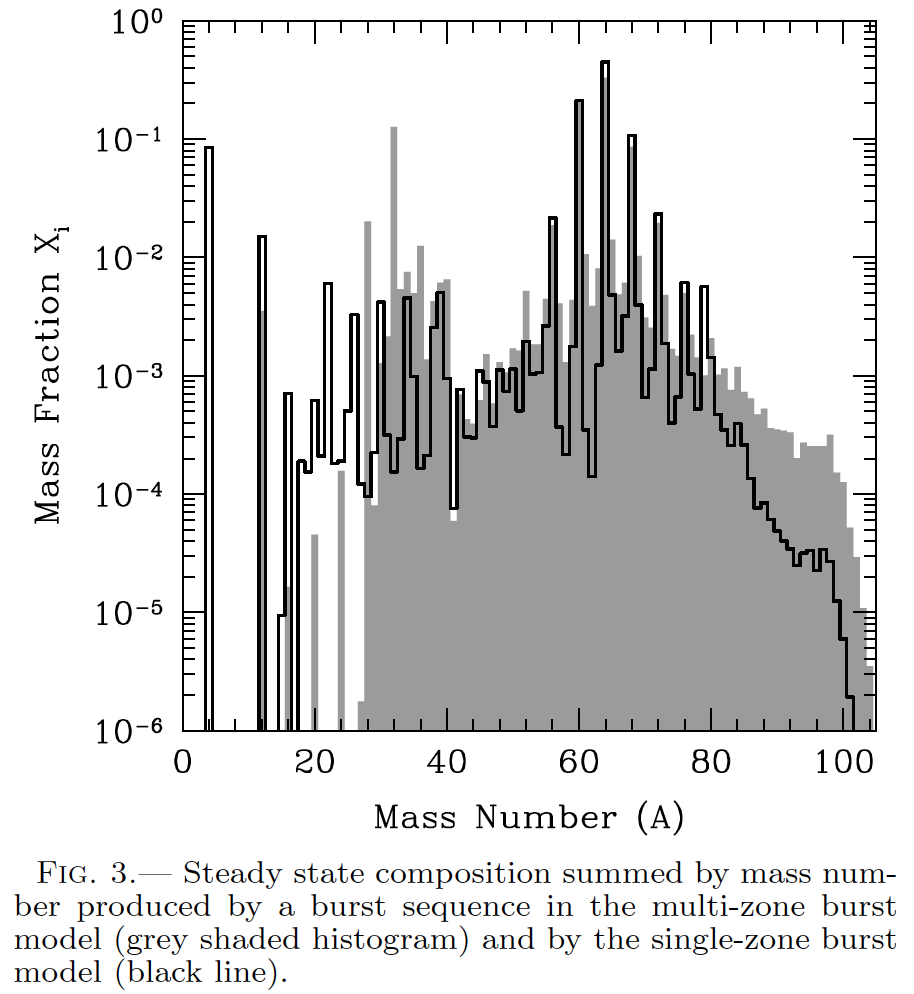 10⁰
10⁻¹
10⁻²
10⁻³
10⁻⁴
10⁻⁵
10⁻⁶
Mass Fraction Xᵢ
0 20 40 60 80 100
Mass Number (A)
Fig. 3.— Steady state composition summed by mass num-
ber produced by a burst sequence in the multi-zone burst
model (grey shaded histogram) and by the single-zone burst
model (black line).